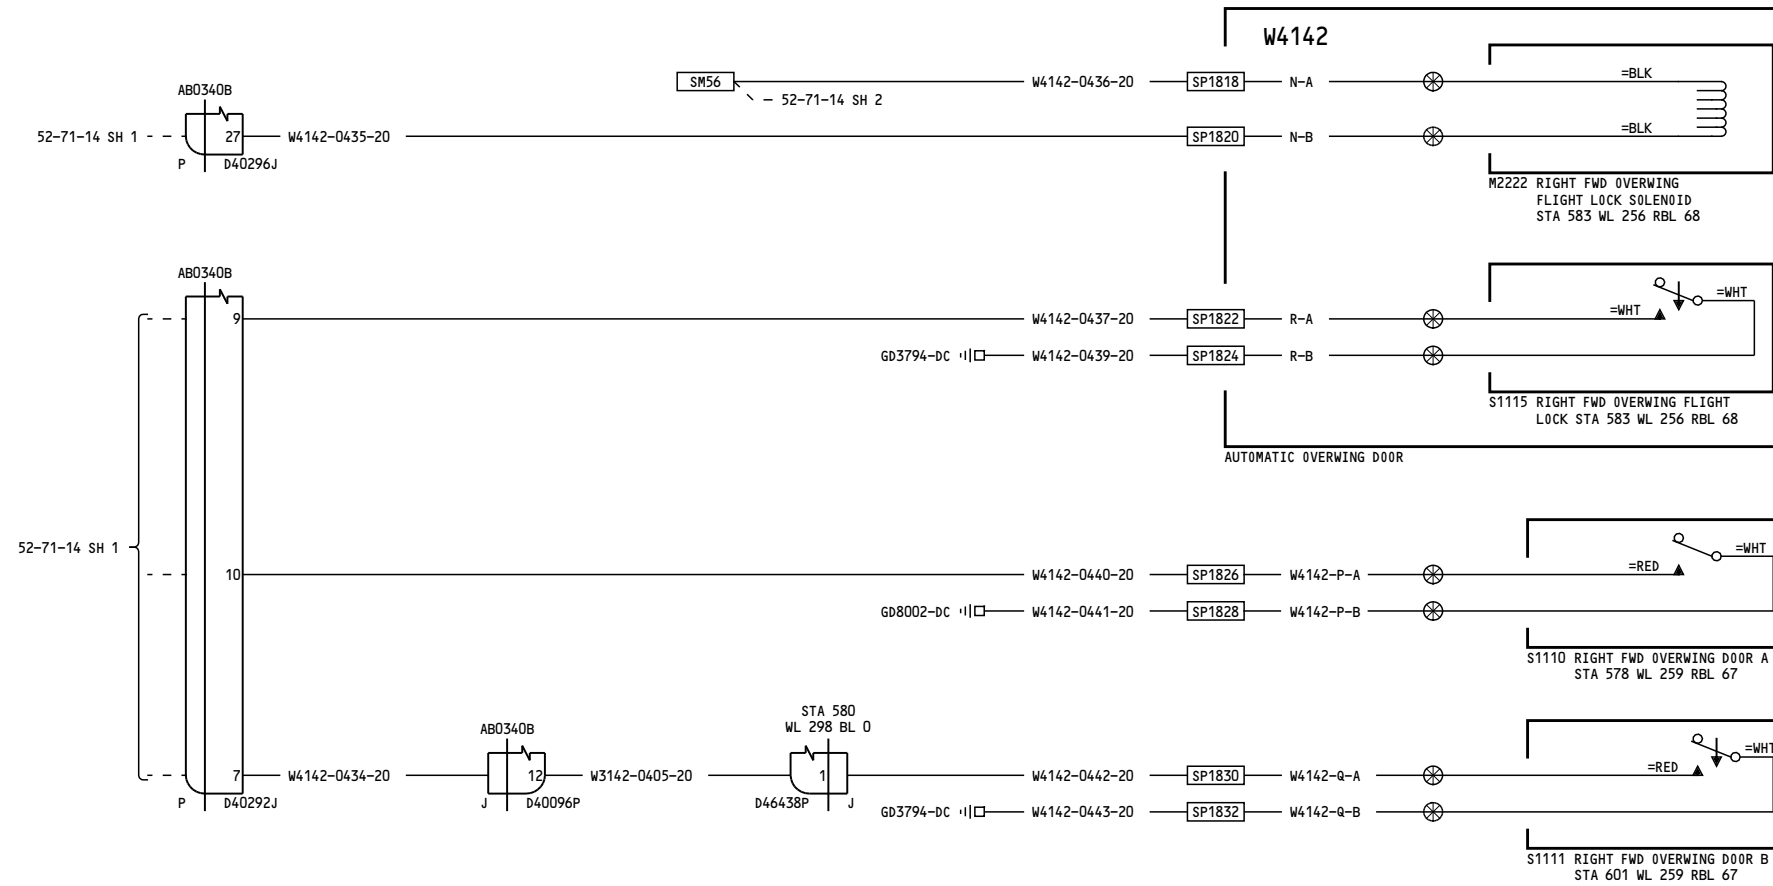 W4142
SM56
W4142-0436-20
SP1818
N-A
=BLK
52-71-14 SH 2
AB0340B
52-71-14 SH 1
27
W4142-0435-20
SP1820
N-B
=BLK
P
D40296J
M2222 RIGHT FWD OVERWING
FLIGHT LOCK SOLENOID
STA 583 WL 256 RBL 68
AB0340B
=WHT
9
W4142-0437-20
SP1822
R-A
=WHT
GD3794-DC
W4142-0439-20
SP1824
R-B
S1115 RIGHT FWD OVERWING FLIGHT
LOCK STA 583 WL 256 RBL 68
AUTOMATIC OVERWING DOOR
52-71-14 SH 1
=WHT
10
W4142-0440-20
SP1826
W4142-P-A
=RED
GD8002-DC
W4142-0441-20
SP1828
W4142-P-B
S1110 RIGHT FWD OVERWING DOOR A
STA 578 WL 259 RBL 67
AB0340B
STA 580
WL 298 BL 0
=WHT
7
W4142-0434-20
12
W3142-0405-20
1
W4142-0442-20
SP1830
W4142-Q-A
=RED
P
D40292J
J
D40096P
D46438P
J
GD3794-DC
W4142-0443-20
SP1832
W4142-Q-B
S1111 RIGHT FWD OVERWING DOOR B
STA 601 WL 259 RBL 67